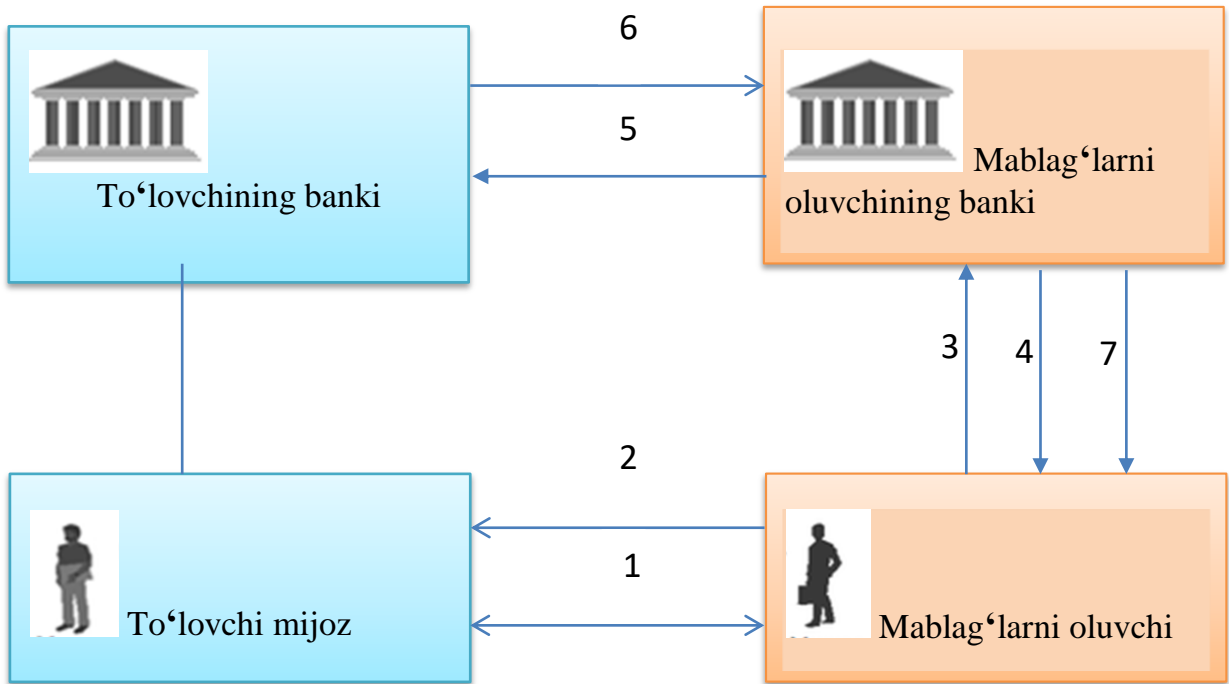 6
5
To‘lovchining banki
Mablag‘larni
oluvchining banki
3
4
7
2
1
To‘lovchi mijoz
Mablag‘larni oluvchi